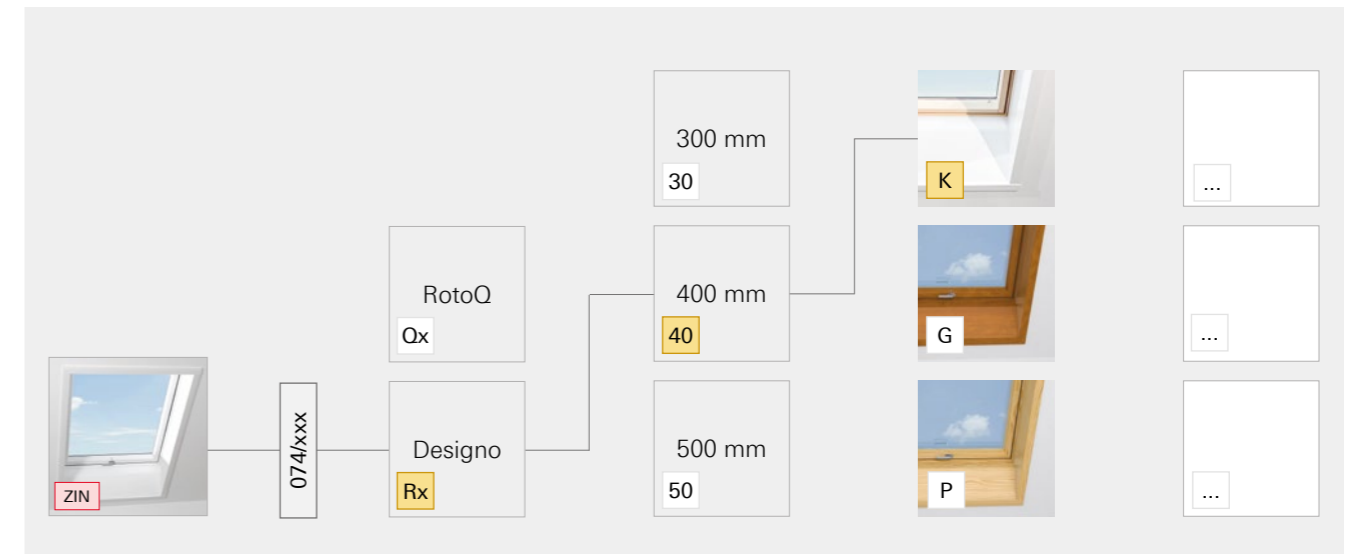 ZIN
074/xxx
RotoQ
Qx
Designo
Rx
300 mm
30
400 mm
40
500 mm
50
K
G
P
...
...
...